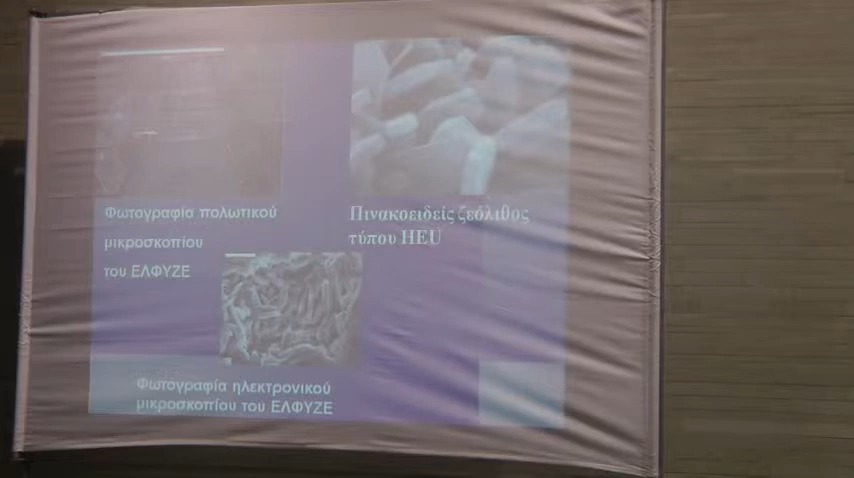 Φωτογραφία πολωτικού
μικροσκοπίου
του ΕΛΦΥΖΕ
Πινακοειδείς ζεόλιθος
τύπου HEU
Φωτογραφία ηλεκτρονικού
μικροσκοπίου του ΕΛΦΥΖΕ